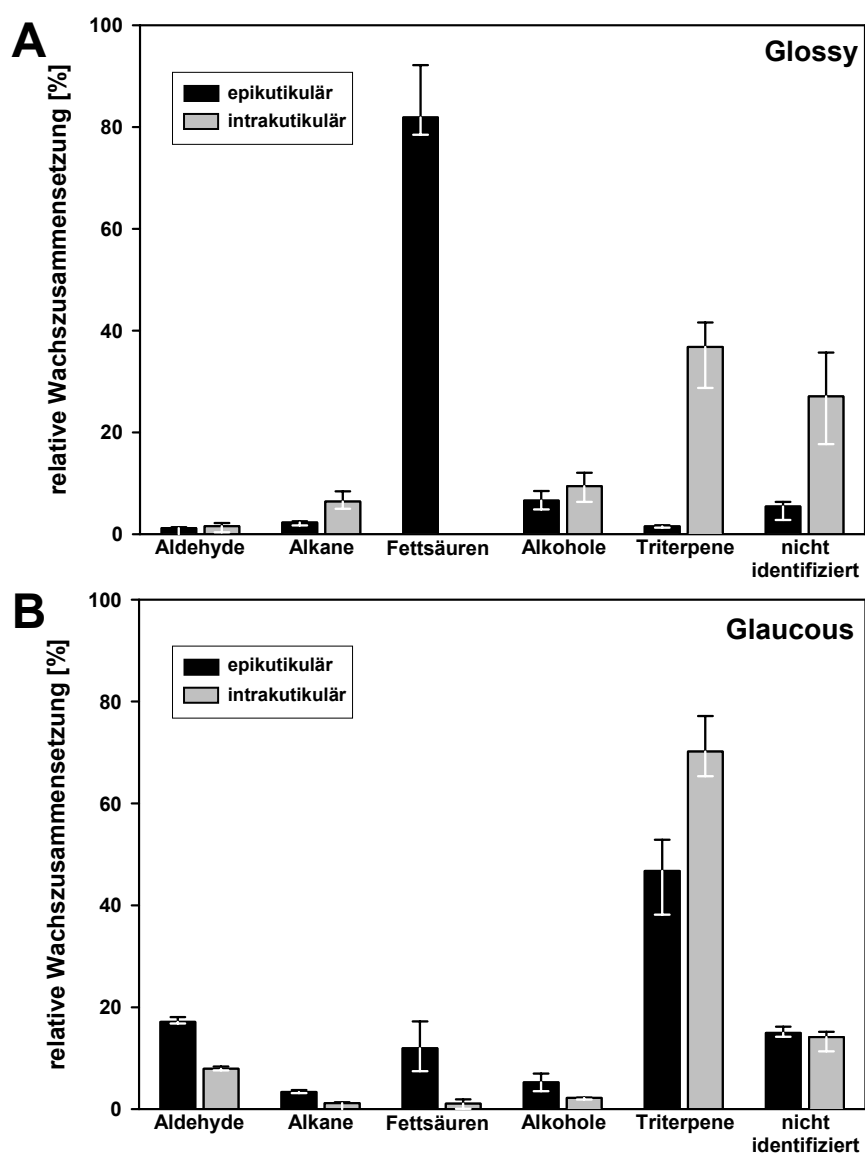 A
Glossy
relative Wachszusammensetzung [%]
100
80
60
40
20
0
epikutikulär
intrakutikulär
Aldehyde
Alkane
Fettsäuren
Alkohole
Triterpene
nicht
identifiziert
B
Glaucous
relative Wachszusammensetzung [%]
100
80
60
40
20
0
epikutikulär
intrakutikulär
Aldehyde
Alkane
Fettsäuren
Alkohole
Triterpene
nicht
identifiziert